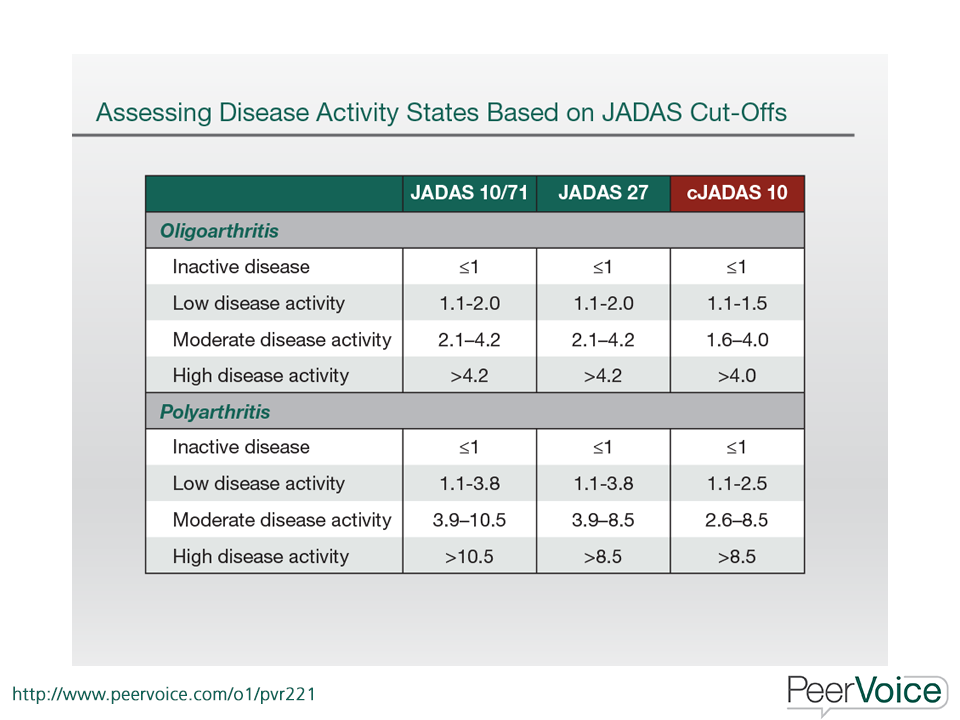 Assessing Disease Activity States Based on JADAS Cut-Offs
JADAS 10/71 JADAS 27 cJADAS 10
Oligoarthritis
Inactive disease ≤1 ≤1 ≤1
Low disease activity 1.1-2.0 1.1-2.0 1.1-1.5
Moderate disease activity 2.1–4.2 2.1–4.2 1.6–4.0
High disease activity >4.2 >4.2 >4.0
Polyarthritis
Inactive disease ≤1 ≤1 ≤1
Low disease activity 1.1-3.8 1.1-3.8 1.1-2.5
Moderate disease activity 3.9–10.5 3.9–8.5 2.6–8.5
High disease activity >10.5 >8.5 >8.5
http://www.peervoice.com/o1/pvr221
PeerVoice